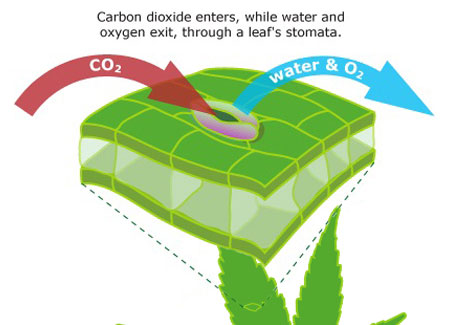 Carbon dioxide enters, while water and
oxygen exit, through a leaf's stomata.
CO₂
water & O₂